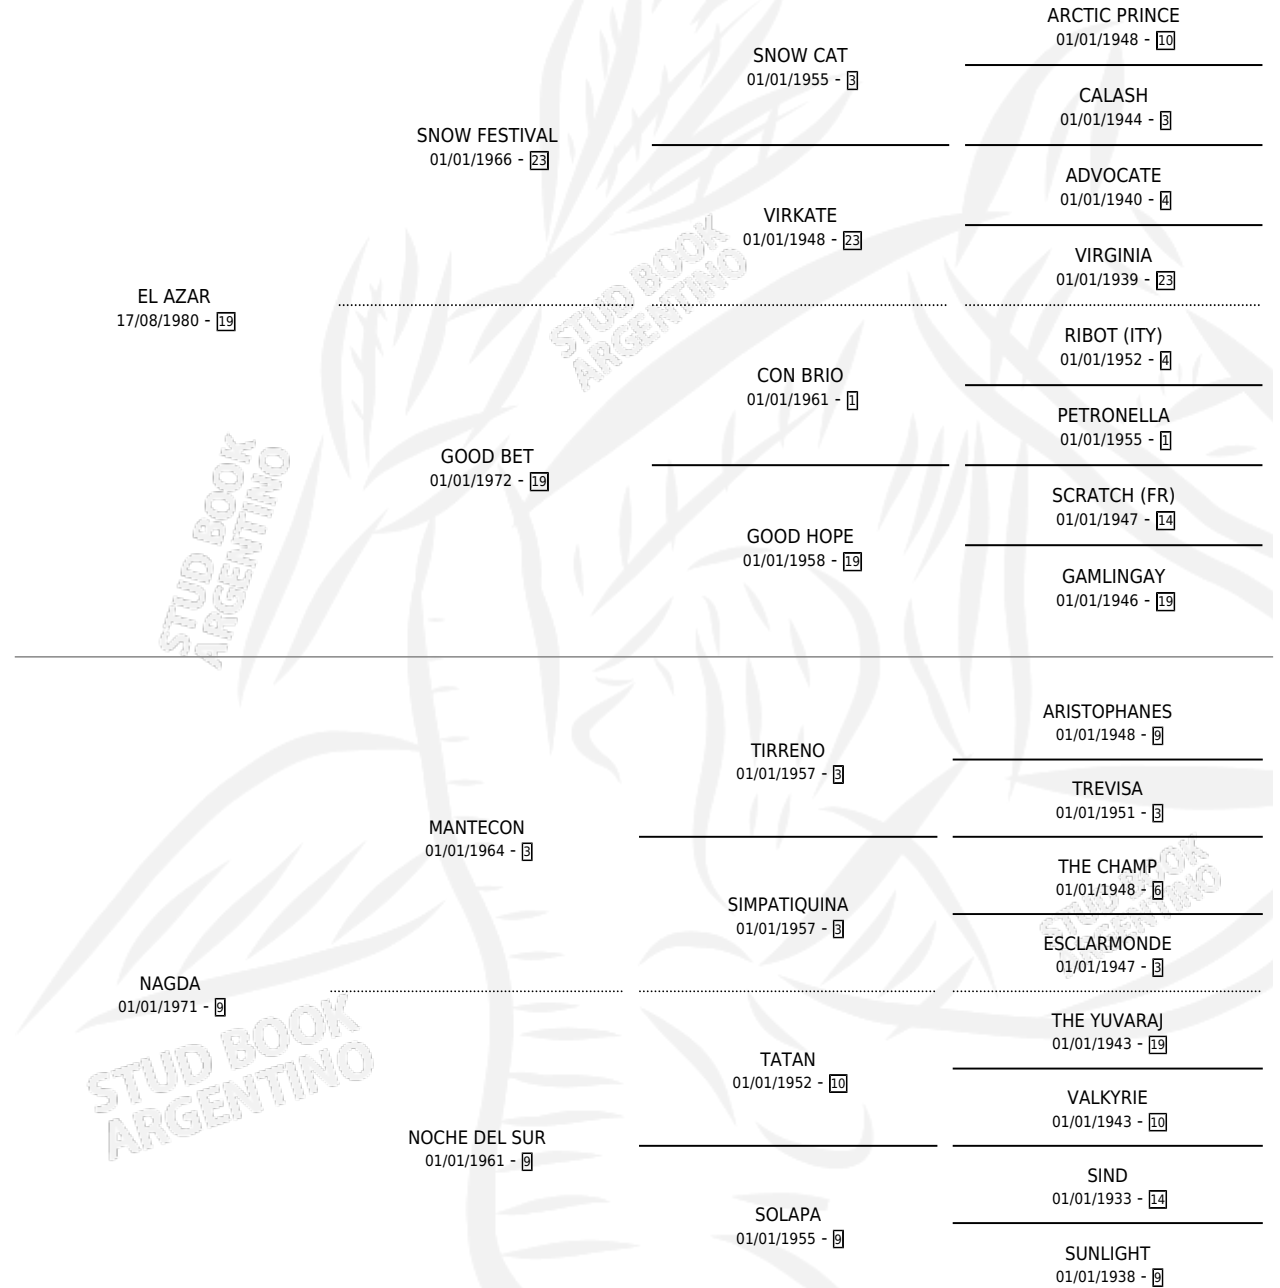 ARCTIC PRINCE
01/01/1948 - 10
SNOW CAT
01/01/1955 - 3
CALASH
01/01/1944 - 3
SNOW FESTIVAL
01/01/1966 - 23
ADVOCATE
01/01/1940 - 4
VIRKATE
01/01/1948 - 23
VIRGINIA
01/01/1939 - 23
EL AZAR
17/08/1980 - 19
RIBOT (ITY)
01/01/1952 - 4
CON BRIO
01/01/1961 - 1
PETRONELLA
01/01/1955 - 1
GOOD BET
01/01/1972 - 19
SCRATCH (FR)
01/01/1947 - 14
GOOD HOPE
01/01/1958 - 19
GAMLINGAY
01/01/1946 - 19
ARISTOPHANES
01/01/1948 - 9
TIRRENO
01/01/1957 - 3
TREVISA
01/01/1951 - 3
MANTECON
01/01/1964 - 3
THE CHAMP
01/01/1948 - 6
SIMPATIQUINA
01/01/1957 - 3
ESCLARMONDE
01/01/1947 - 3
NAGDA
01/01/1971 - 9
THE YUVARAJ
01/01/1943 - 19
TATAN
01/01/1952 - 10
VALKYRIE
01/01/1943 - 10
NOCHE DEL SUR
01/01/1961 - 9
SIND
01/01/1933 - 14
SOLAPA
01/01/1955 - 9
SUNLIGHT
01/01/1938 - 9
STUD BOOK
ARGENTINO
STUD BOOK
ARGENTINO
STUD BOOK
ARGENTINO
STUD BOOK
ARGENTINO